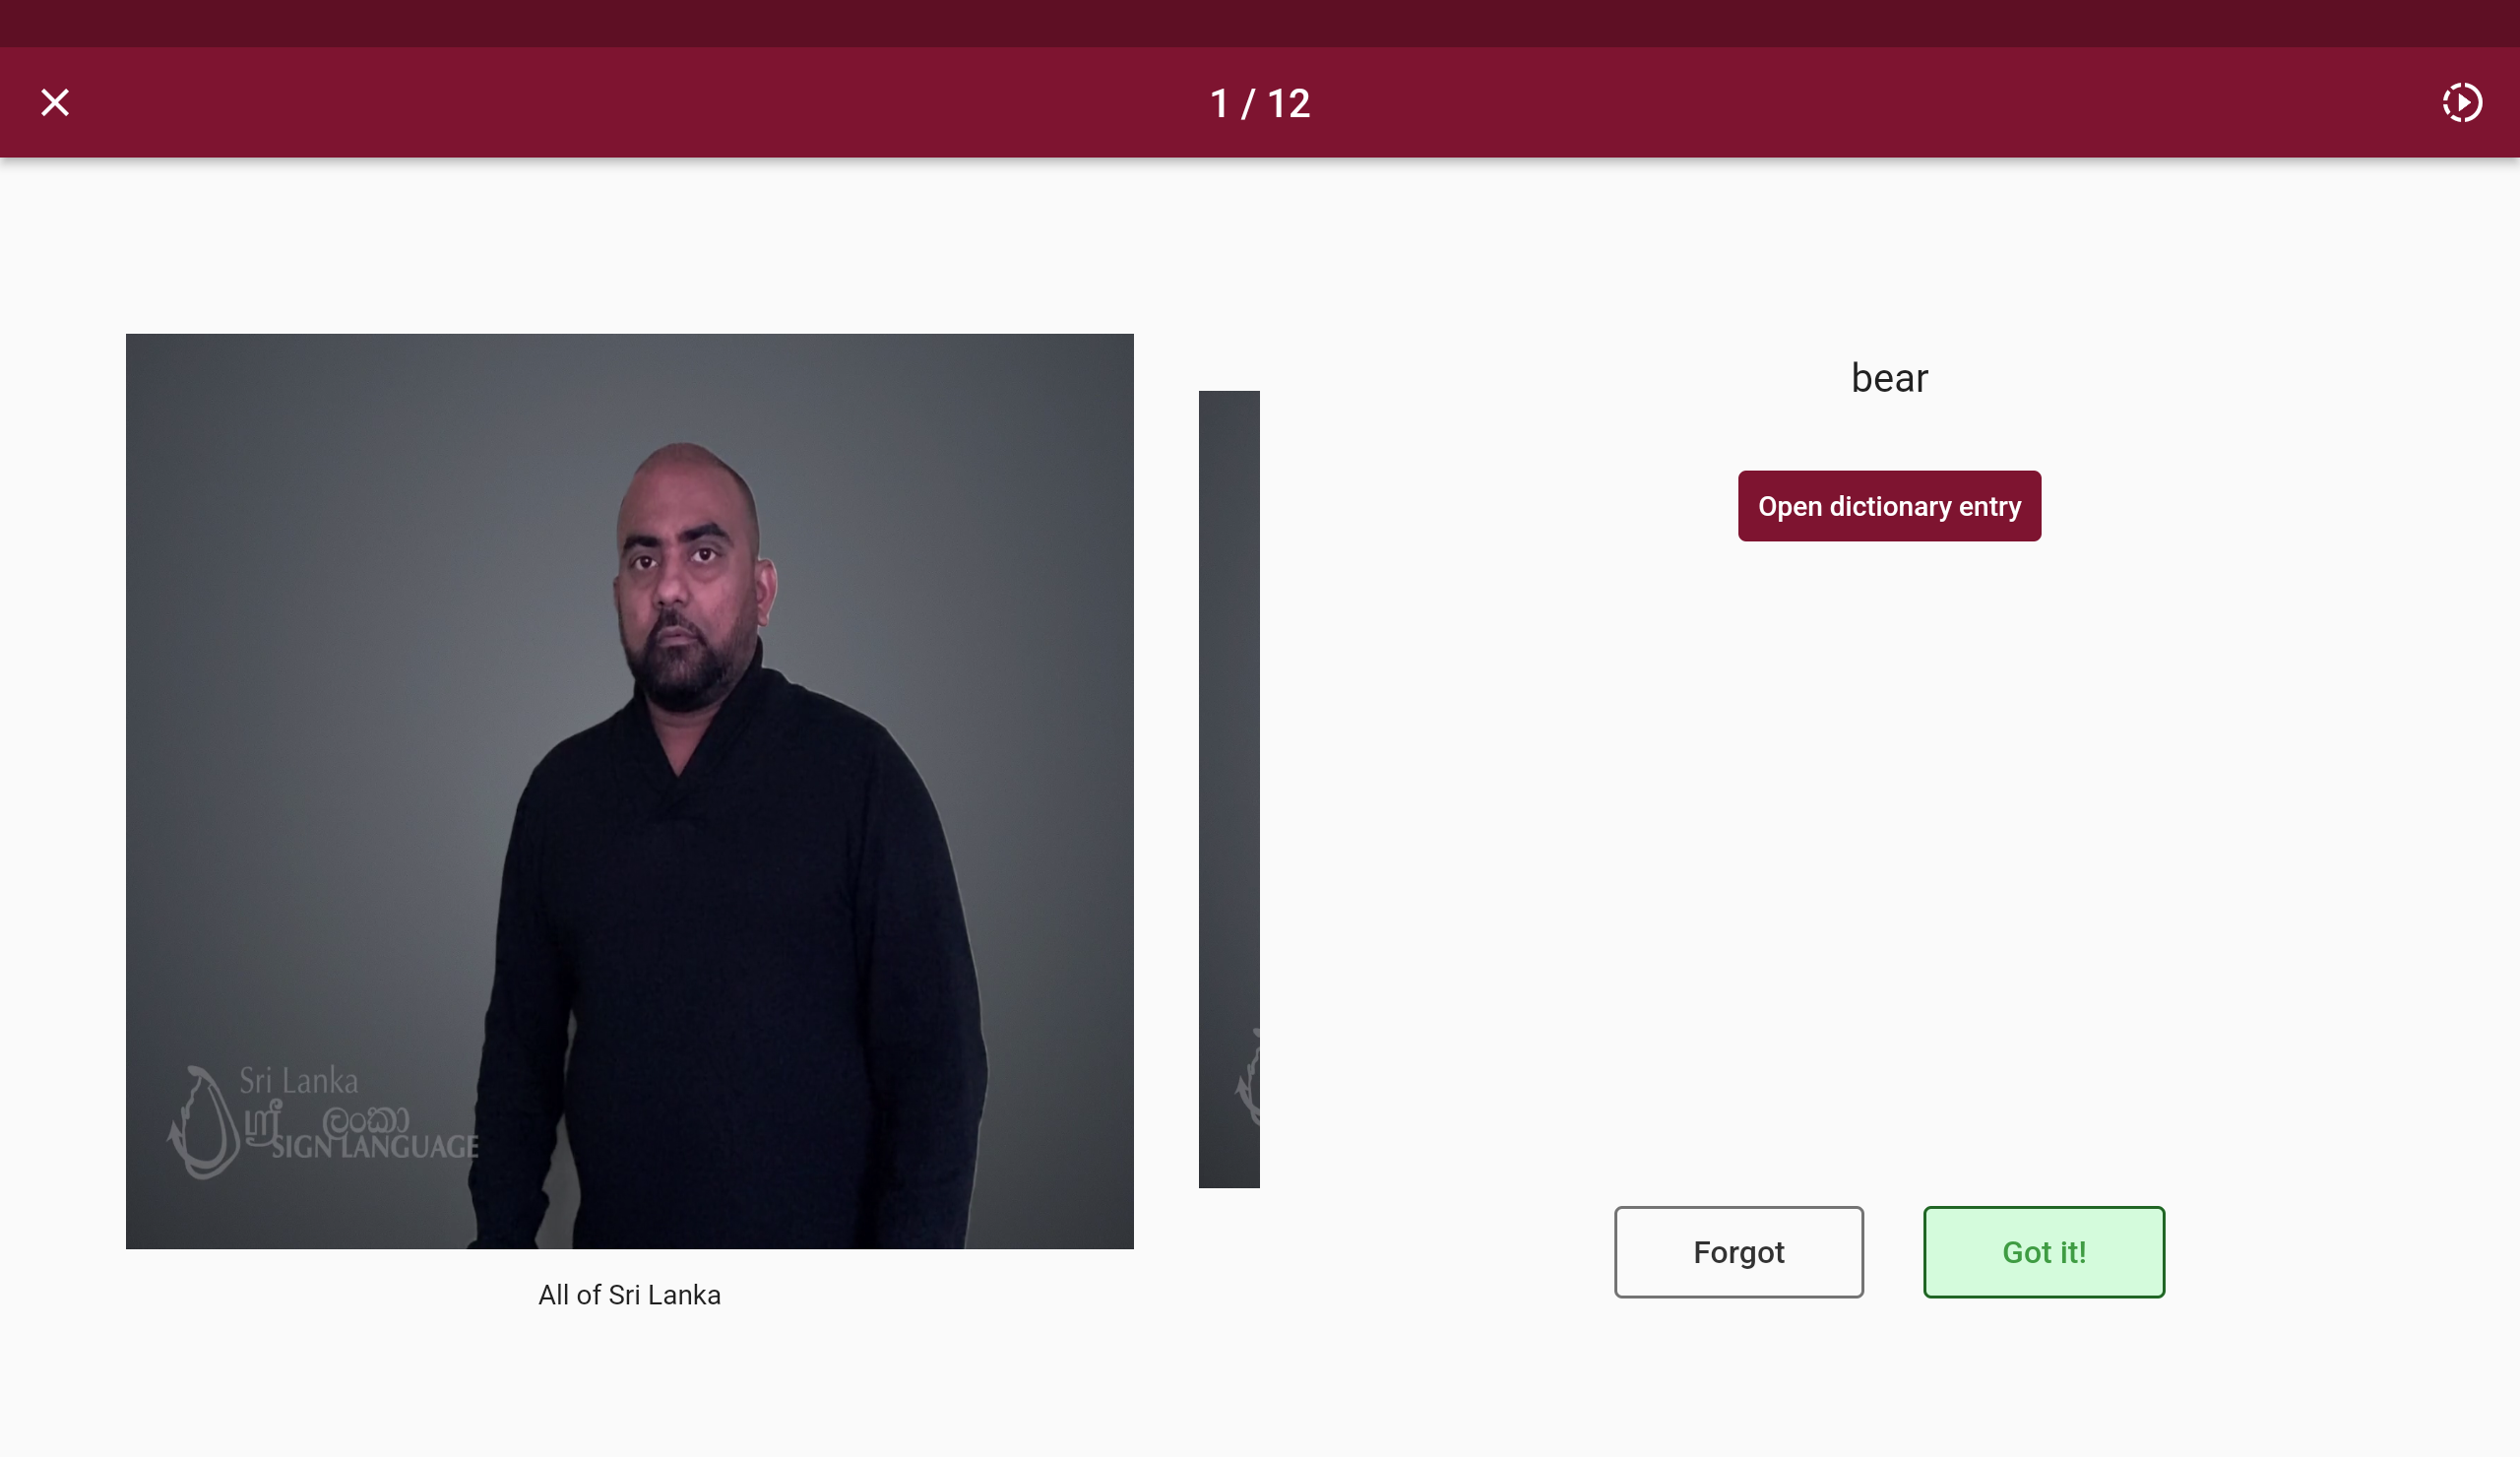 1 / 12
bear
Open dictionary entry
Sri Lanka
ஸ்ரீ ලංකා
SIGN LANGUAGE
All of Sri Lanka
Forgot
Got it!